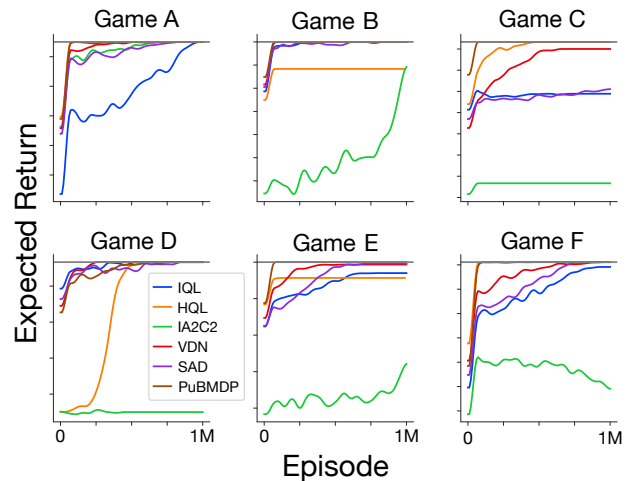 Game A
Game B
Game C
Expected Return
Game D
Game E
Game F
IQL
HQL
IA2C2
VDN
SAD
PuBMDP
0
1M
0
1M
0
1M
Episode